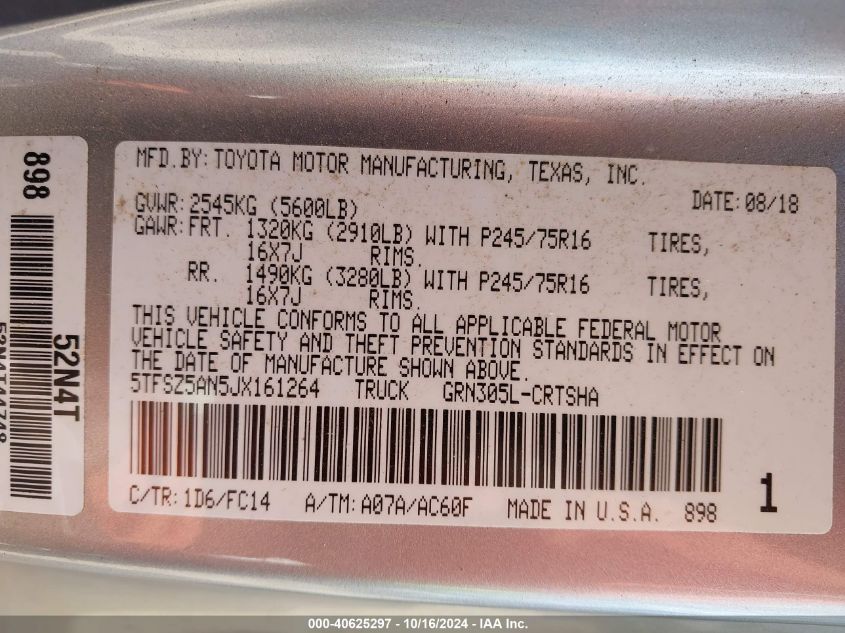 898
52N4T
MFD.BY:TOYOTA MOTOR MANUFACTURING, TEXAS, INC.
DATE:08/18
GVWR:2545KG (5600LB)
GAWR:FRT. 1320KG (2910LB) WITH P245/75R16 TIRES,
16X7J RIMS.
RR. 1490KG (3280LB) WITH P245/75R16 TIRES,
16X7J RIMS.
THIS VEHICLE CONFORMS TO ALL APPLICABLE FEDERAL MOTOR
VEHICLE SAFETY AND THEFT PREVENTION STANDARDS IN EFFECT ON
THE DATE OF MANUFACTURE SHOWN ABOVE.
5TFSZ5AN5JX161264 TRUCK GRN305L-CRTSHA
C/TR:1D6/FC14 A/TM:A07A/AC60F MADE IN U.S.A. 898
1
000-40625297 - 10/16/2024 - IAA Inc.